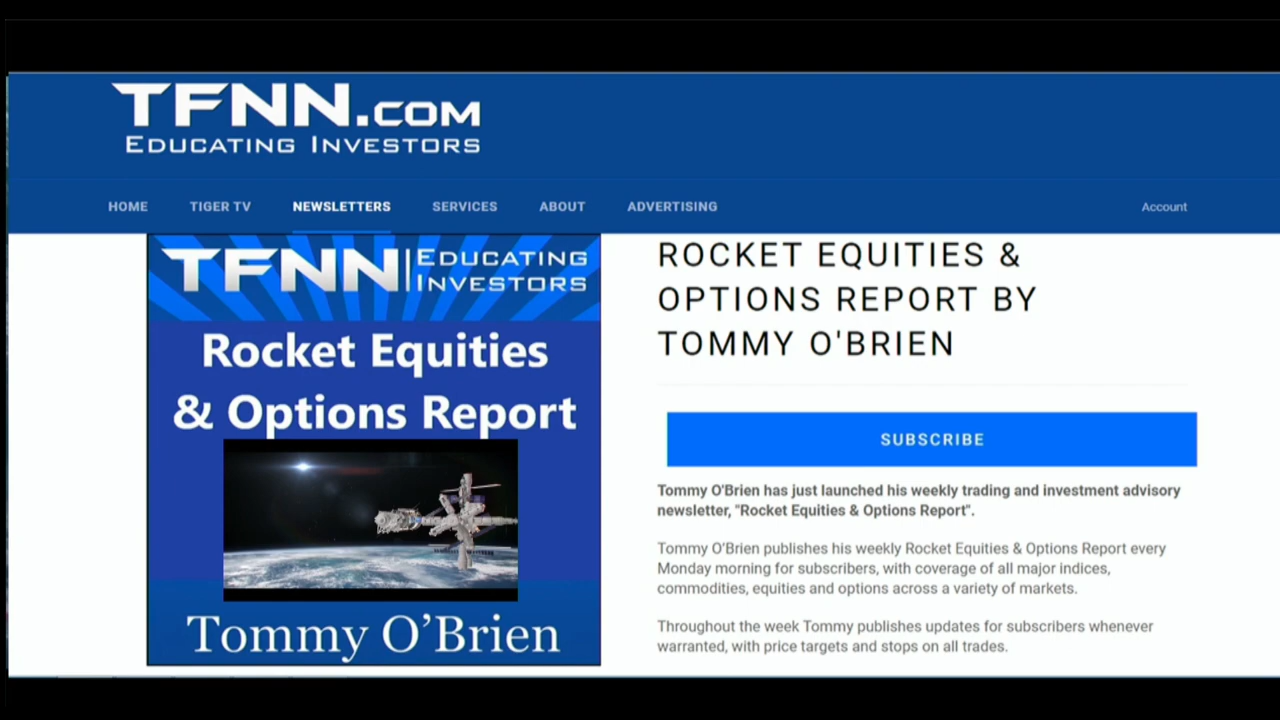 TFNN.COM
EDUCATING INVESTORS
HOME TIGER TV NEWSLETTERS SERVICES ABOUT ADVERTISING Account
TFNN EDUCATING
INVESTORS
Rocket Equities
& Options Report
Tommy O’Brien
ROCKET EQUITIES &
OPTIONS REPORT BY
TOMMY O'BRIEN
SUBSCRIBE
Tommy O'Brien has just launched his weekly trading and investment advisory
newsletter, "Rocket Equities & Options Report".
Tommy O’Brien publishes his weekly Rocket Equities & Options Report every
Monday morning for subscribers, with coverage of all major indices,
commodities, equities and options across a variety of markets.
Throughout the week Tommy publishes updates for subscribers whenever
warranted, with price targets and stops on all trades.